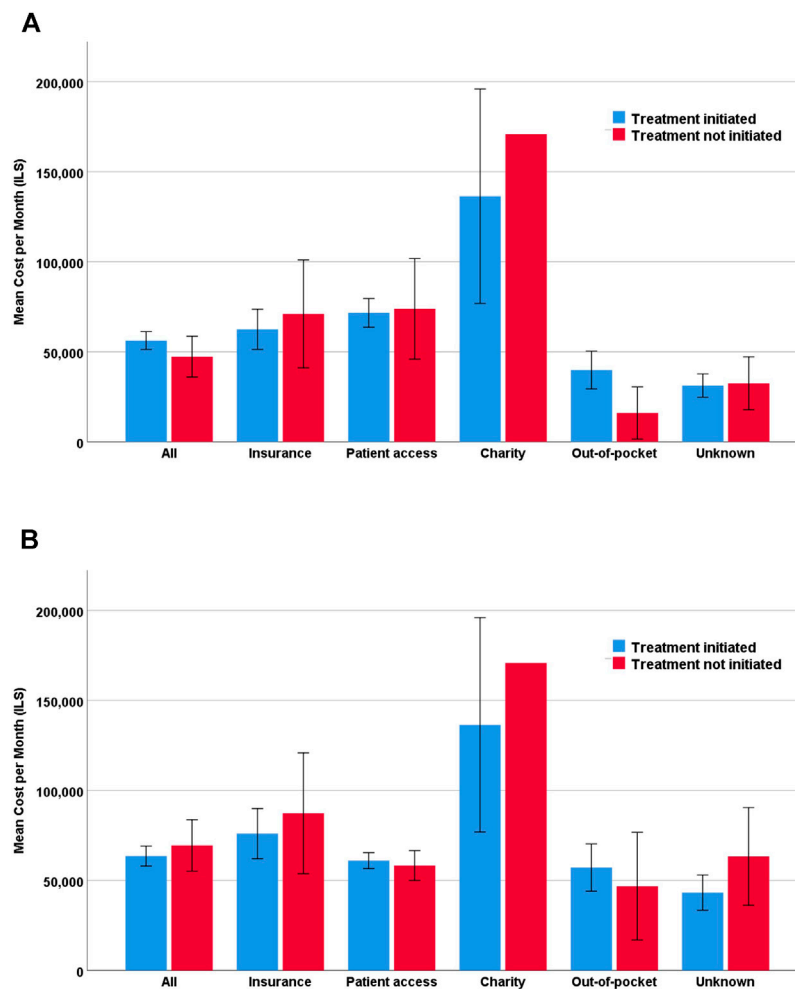 A
Mean Cost per Month (ILS)
200,000
150,000
100,000
50,000
0
Treatment initiated
Treatment not initiated
All Insurance Patient access Charity Out-of-pocket Unknown
B
Mean Cost per Month (ILS)
200,000
150,000
100,000
50,000
0
Treatment initiated
Treatment not initiated
All Insurance Patient access Charity Out-of-pocket Unknown